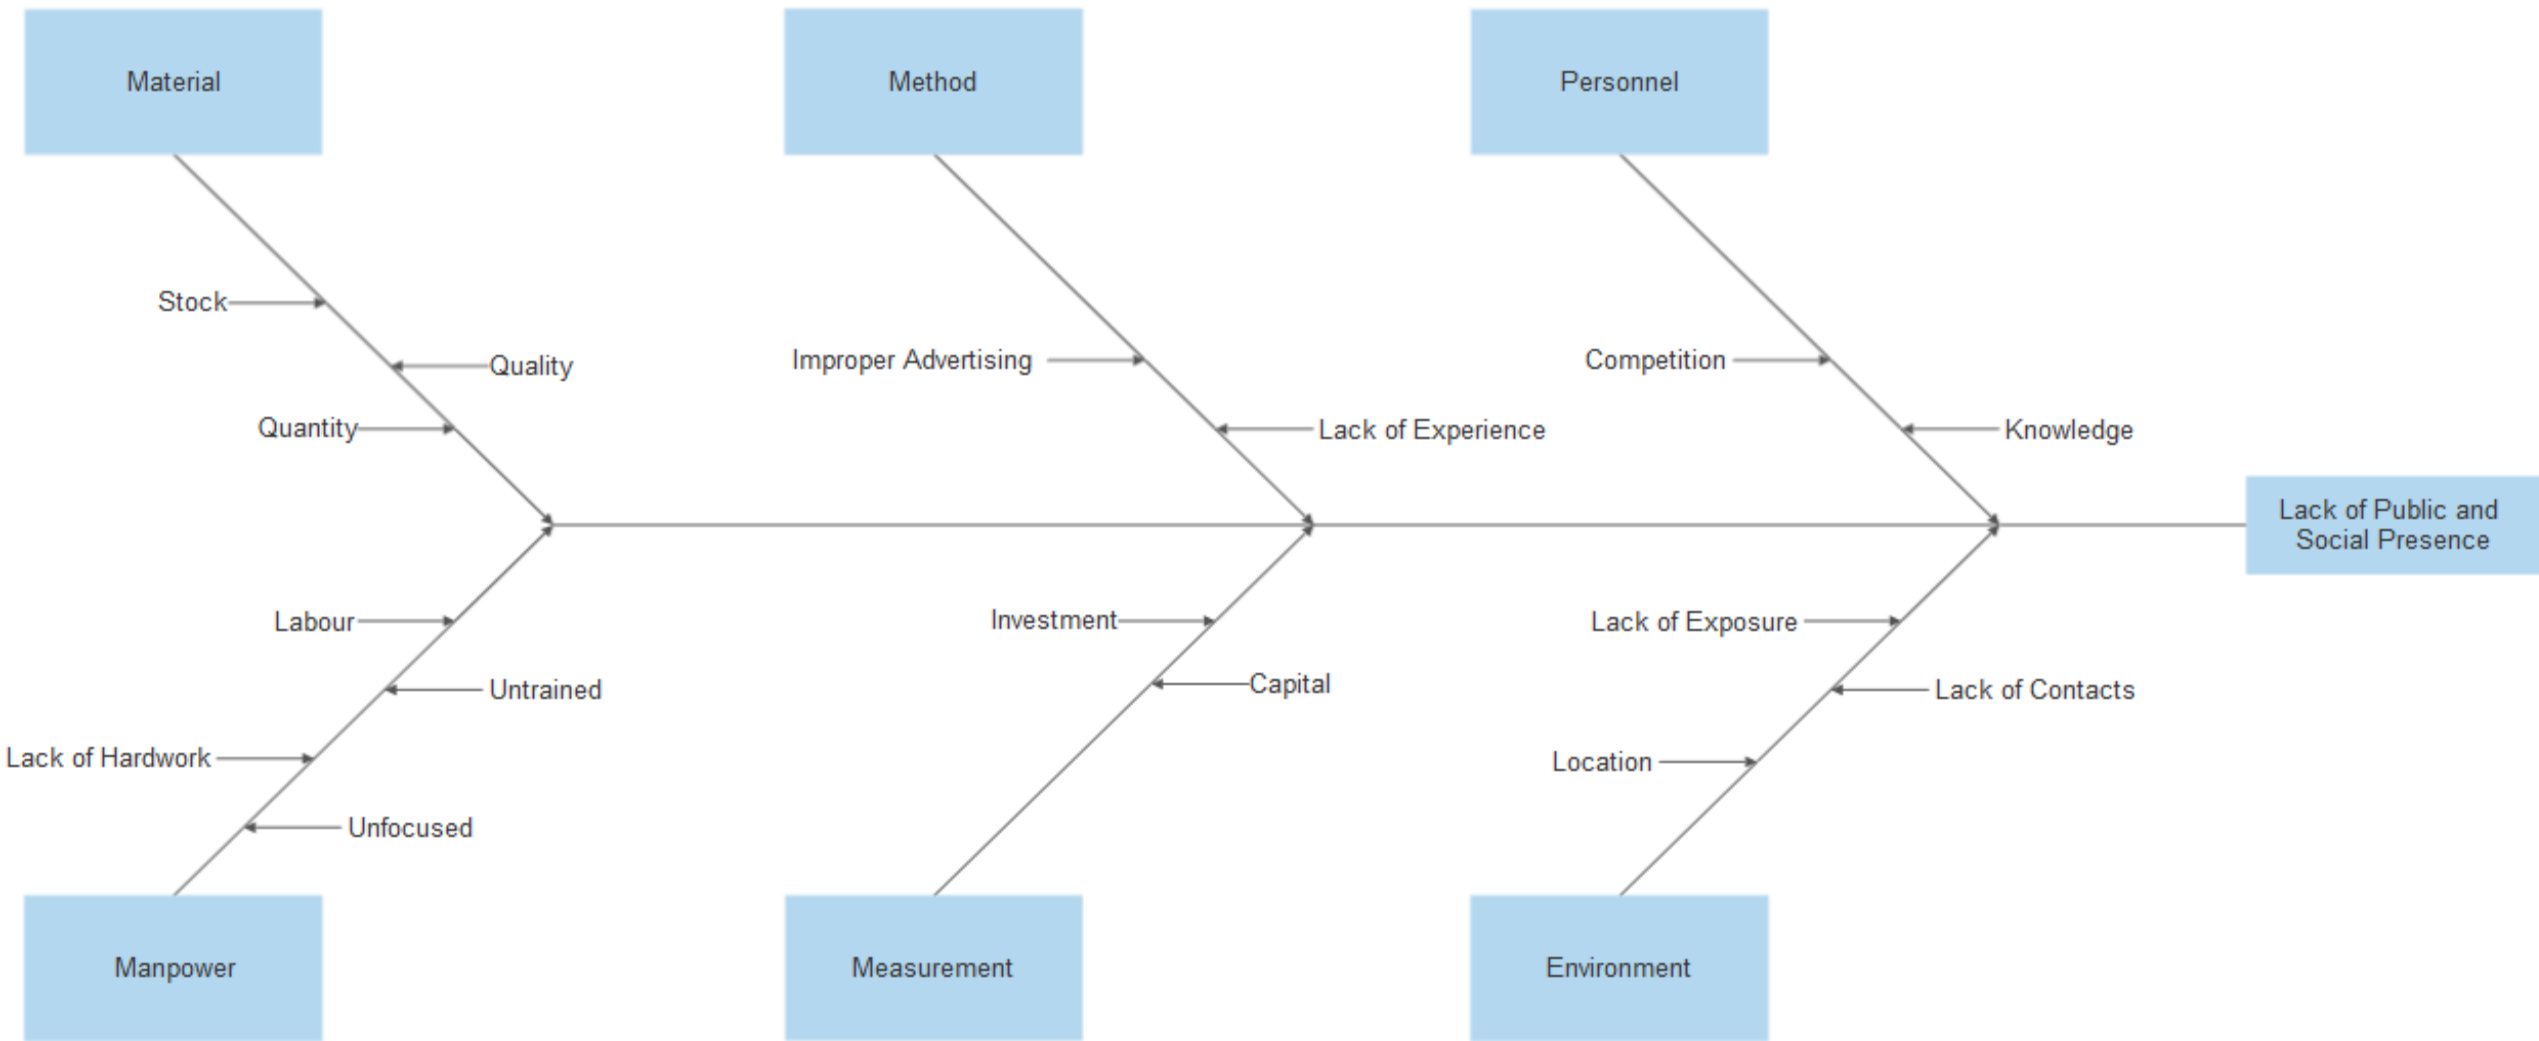 Material
Method
Personnel
Stock
Quality
Quantity
Improper Advertising
Lack of Experience
Competition
Knowledge
Lack of Public and
Social Presence
Labour
Untrained
Lack of Hardwork
Unfocused
Investment
Capital
Lack of Exposure
Lack of Contacts
Location
Manpower
Measurement
Environment